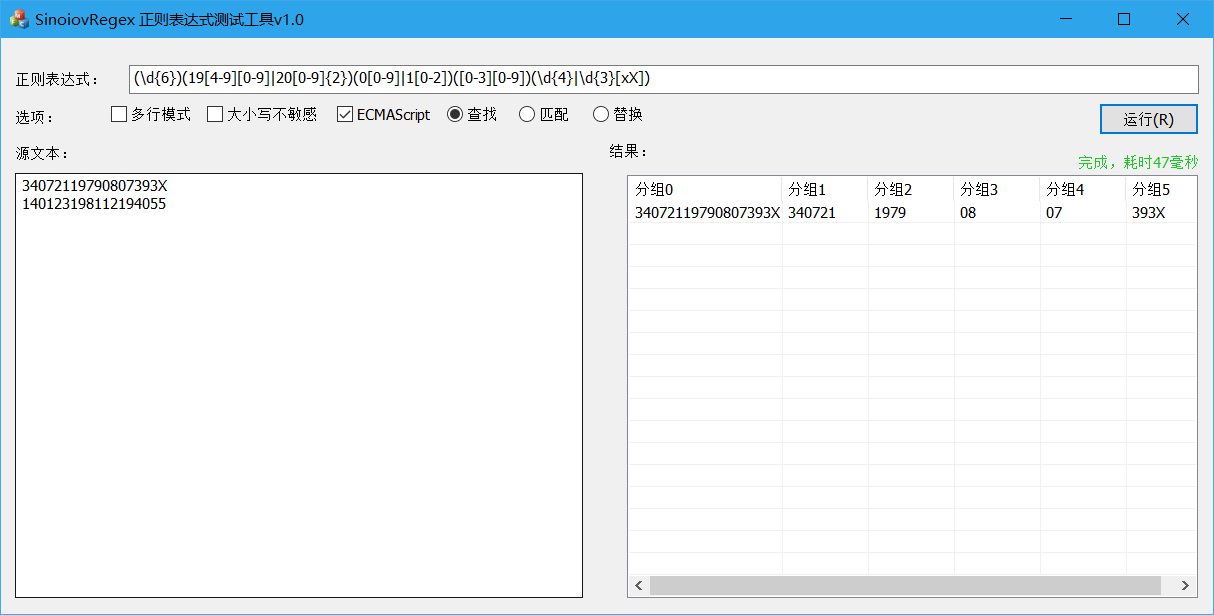 SinoiovRegex 正则表达式测试工具v1.0
正则表达式： (\d{6})(19[4-9][0-9]|20[0-9]{2})(0[0-9]|1[0-2])([0-3][0-9])(\d{4}|\d{3}[xX])
选项： 多行模式 大小写不敏感 ECMAScript 查找 匹配 替换 运行(R)
源文本：
34072119790807393X
140123198112194055
结果：
完成，耗时47毫秒
分组0 分组1 分组2 分组3 分组4 分组5
34072119790807393X 340721 1979 08 07 393X